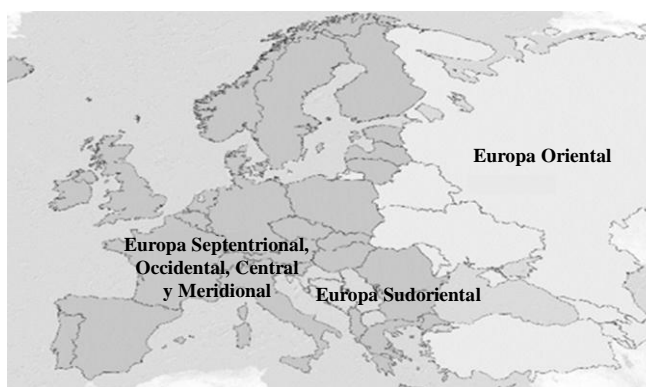 Europa Oriental
Europa Septentrional,
Occidental, Central
y Meridional
Europa Sudoriental